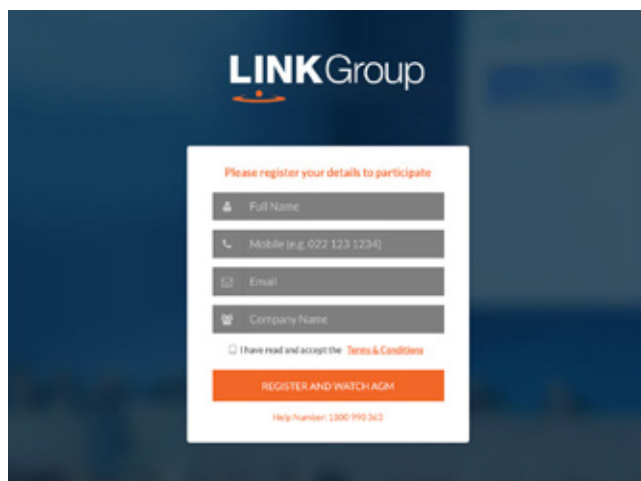 LINKGroup
Please register your details to participate
Full Name
Mobile (e.g. 022 123 1234)
Email
Company Name
I have read and accept the Terms & Conditions
REGISTER AND WATCH AGM
Help Number: 1800 990 363